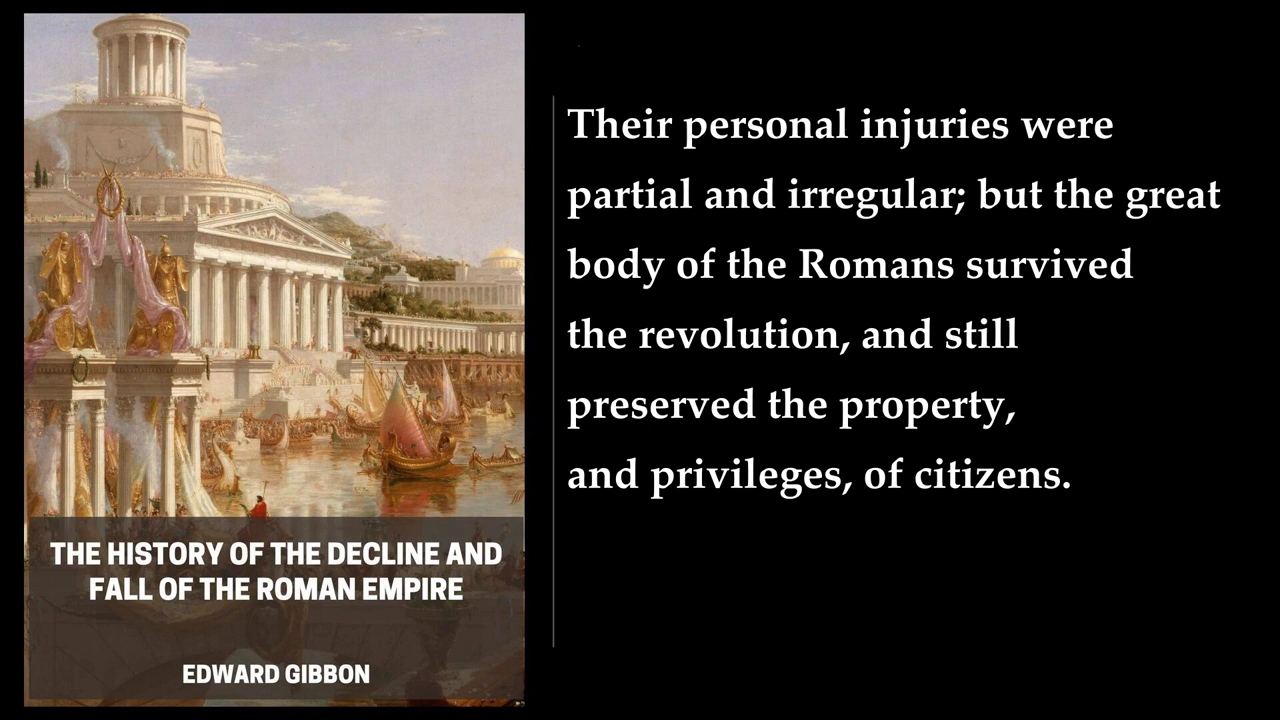 THE HISTORY OF THE DECLINE AND
FALL OF THE ROMAN EMPIRE
EDWARD GIBBON
Their personal injuries were
partial and irregular; but the great
body of the Romans survived
the revolution, and still
preserved the property,
and privileges, of citizens.